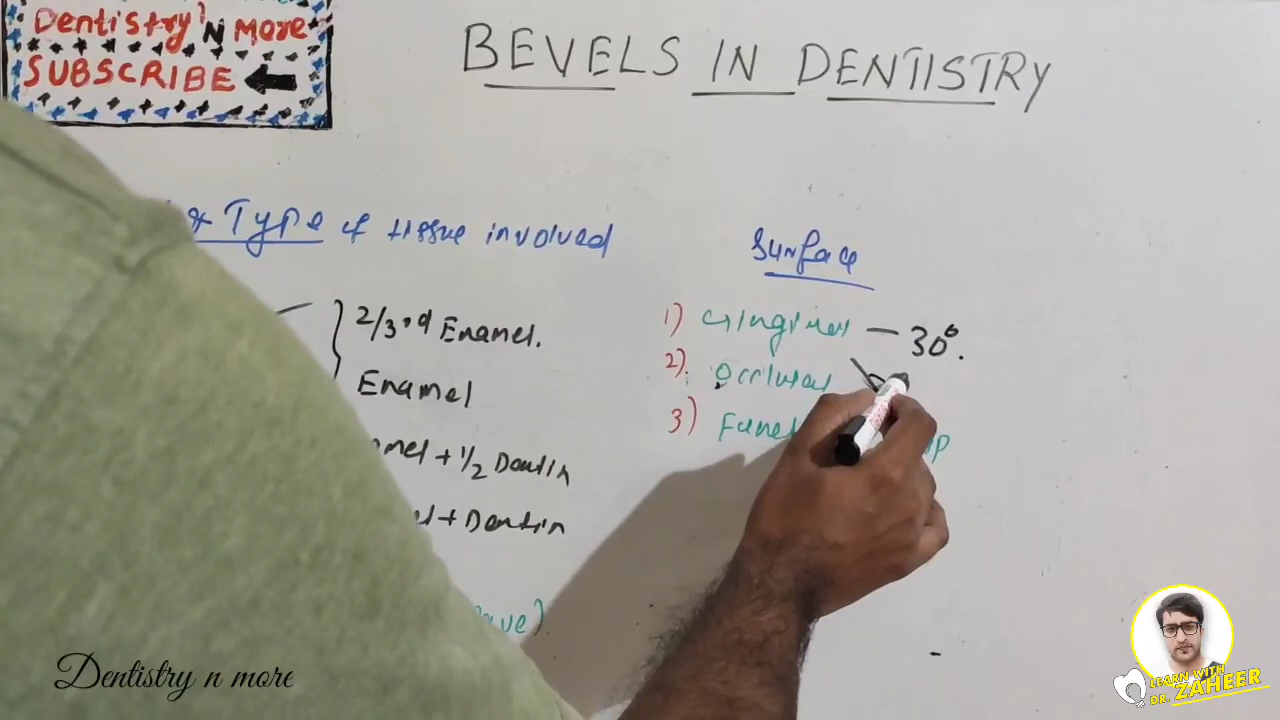 Dentistry'N More
SUBSCRIBE
BEVELS IN DENTISTRY
Type of tissue involved
2/3rd Enamel.
Enamel
+ 1/2 Dentin
+ Dentin
Surface
1) Gingival — 30°.
2). Occlusal
3)
Dentistry n more
LEARN WITH
DR. ZAHEER